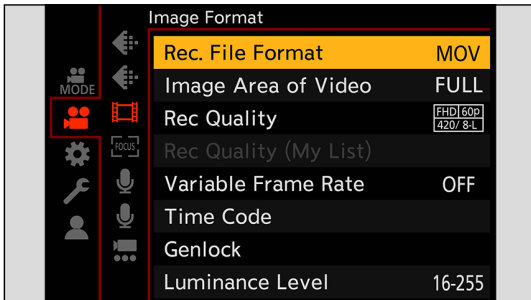 Image Format
Rec. File Format MOV
MODE
Image Area of Video FULL
Rec Quality FHD 60p 420/ 8-L
FOCUS
Rec Quality (My List)
Variable Frame Rate OFF
Time Code
Genlock
Luminance Level 16-255